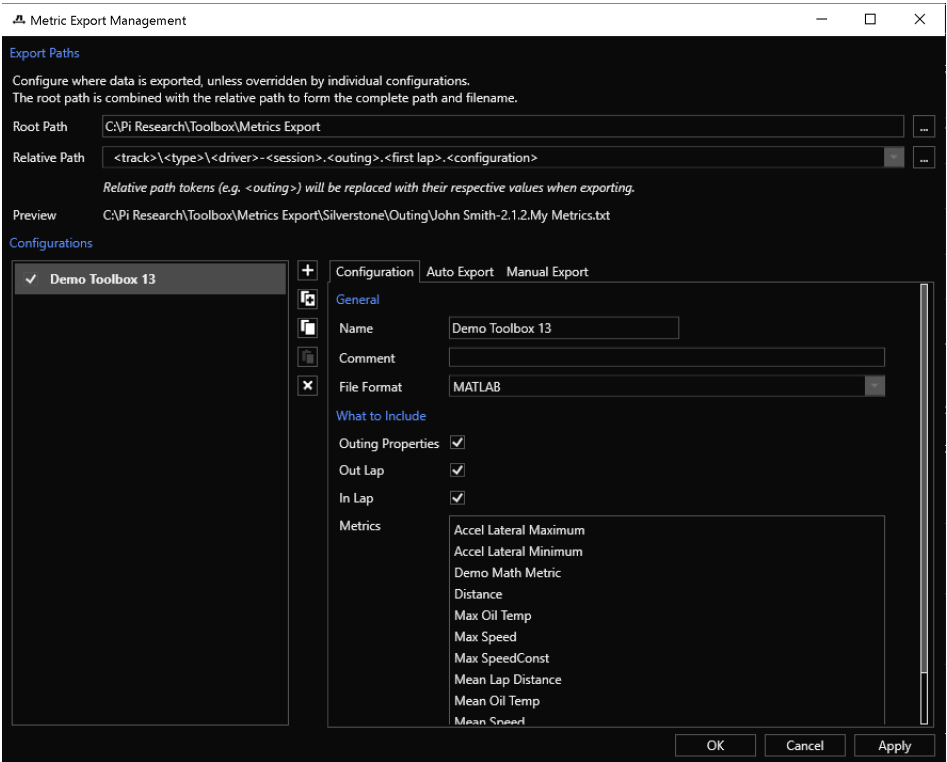 Metric Export Management
Export Paths
Configure where data is exported, unless overridden by individual configurations.
The root path is combined with the relative path to form the complete path and filename.
Root Path C:\Pi Research\Toolbox\Metrics Export ...
Relative Path <track>\<type>\<driver>-<session>.<outing>.<first lap>.<configuration> ...
Relative path tokens (e.g. <outing>) will be replaced with their respective values when exporting.
Preview C:\Pi Research\Toolbox\Metrics Export\Silverstone\Outing\John Smith-2.1.2.My Metrics.txt
Configurations
Demo Toolbox 13
Configuration Auto Export Manual Export
General
Name Demo Toolbox 13
Comment
File Format MATLAB
What to Include
Outing Properties
Out Lap
In Lap
Metrics
Accel Lateral Maximum
Accel Lateral Minimum
Demo Math Metric
Distance
Max Oil Temp
Max Speed
Max SpeedConst
Mean Lap Distance
Mean Oil Temp
Mean Speed
OK Cancel Apply